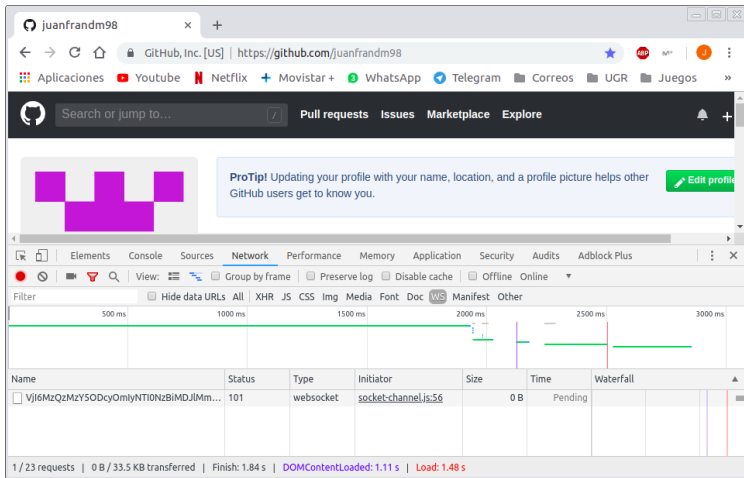 juanfrandm98
GitHub, Inc. [US] | https://github.com/juanfrandm98
ABP
J
Aplicaciones Youtube Netflix Movistar+ WhatsApp Telegram Correos UGR Juegos »
Search or jump to... / Pull requests Issues Marketplace Explore
ProTip! Updating your profile with your name, location, and a profile picture helps other
GitHub users get to know you.
Edit profile
Elements Console Sources Network Performance Memory Application Security Audits Adblock Plus
View: Group by frame Preserve log Disable cache Offline Online
Filter Hide data URLs All XHR JS CSS Img Media Font Doc WS Manifest Other
500 ms 1000 ms 1500 ms 2000 ms 2500 ms 3000 ms
Name Status Type Initiator Size Time Waterfall
VjI6MzQzMzY5ODcyOmIyNTI0NzBiMDJlMm... 101 websocket socket-channel.js:56 0 B Pending
1 / 23 requests | 0 B / 33.5 KB transferred | Finish: 1.84 s | DOMContentLoaded: 1.11 s | Load: 1.48 s